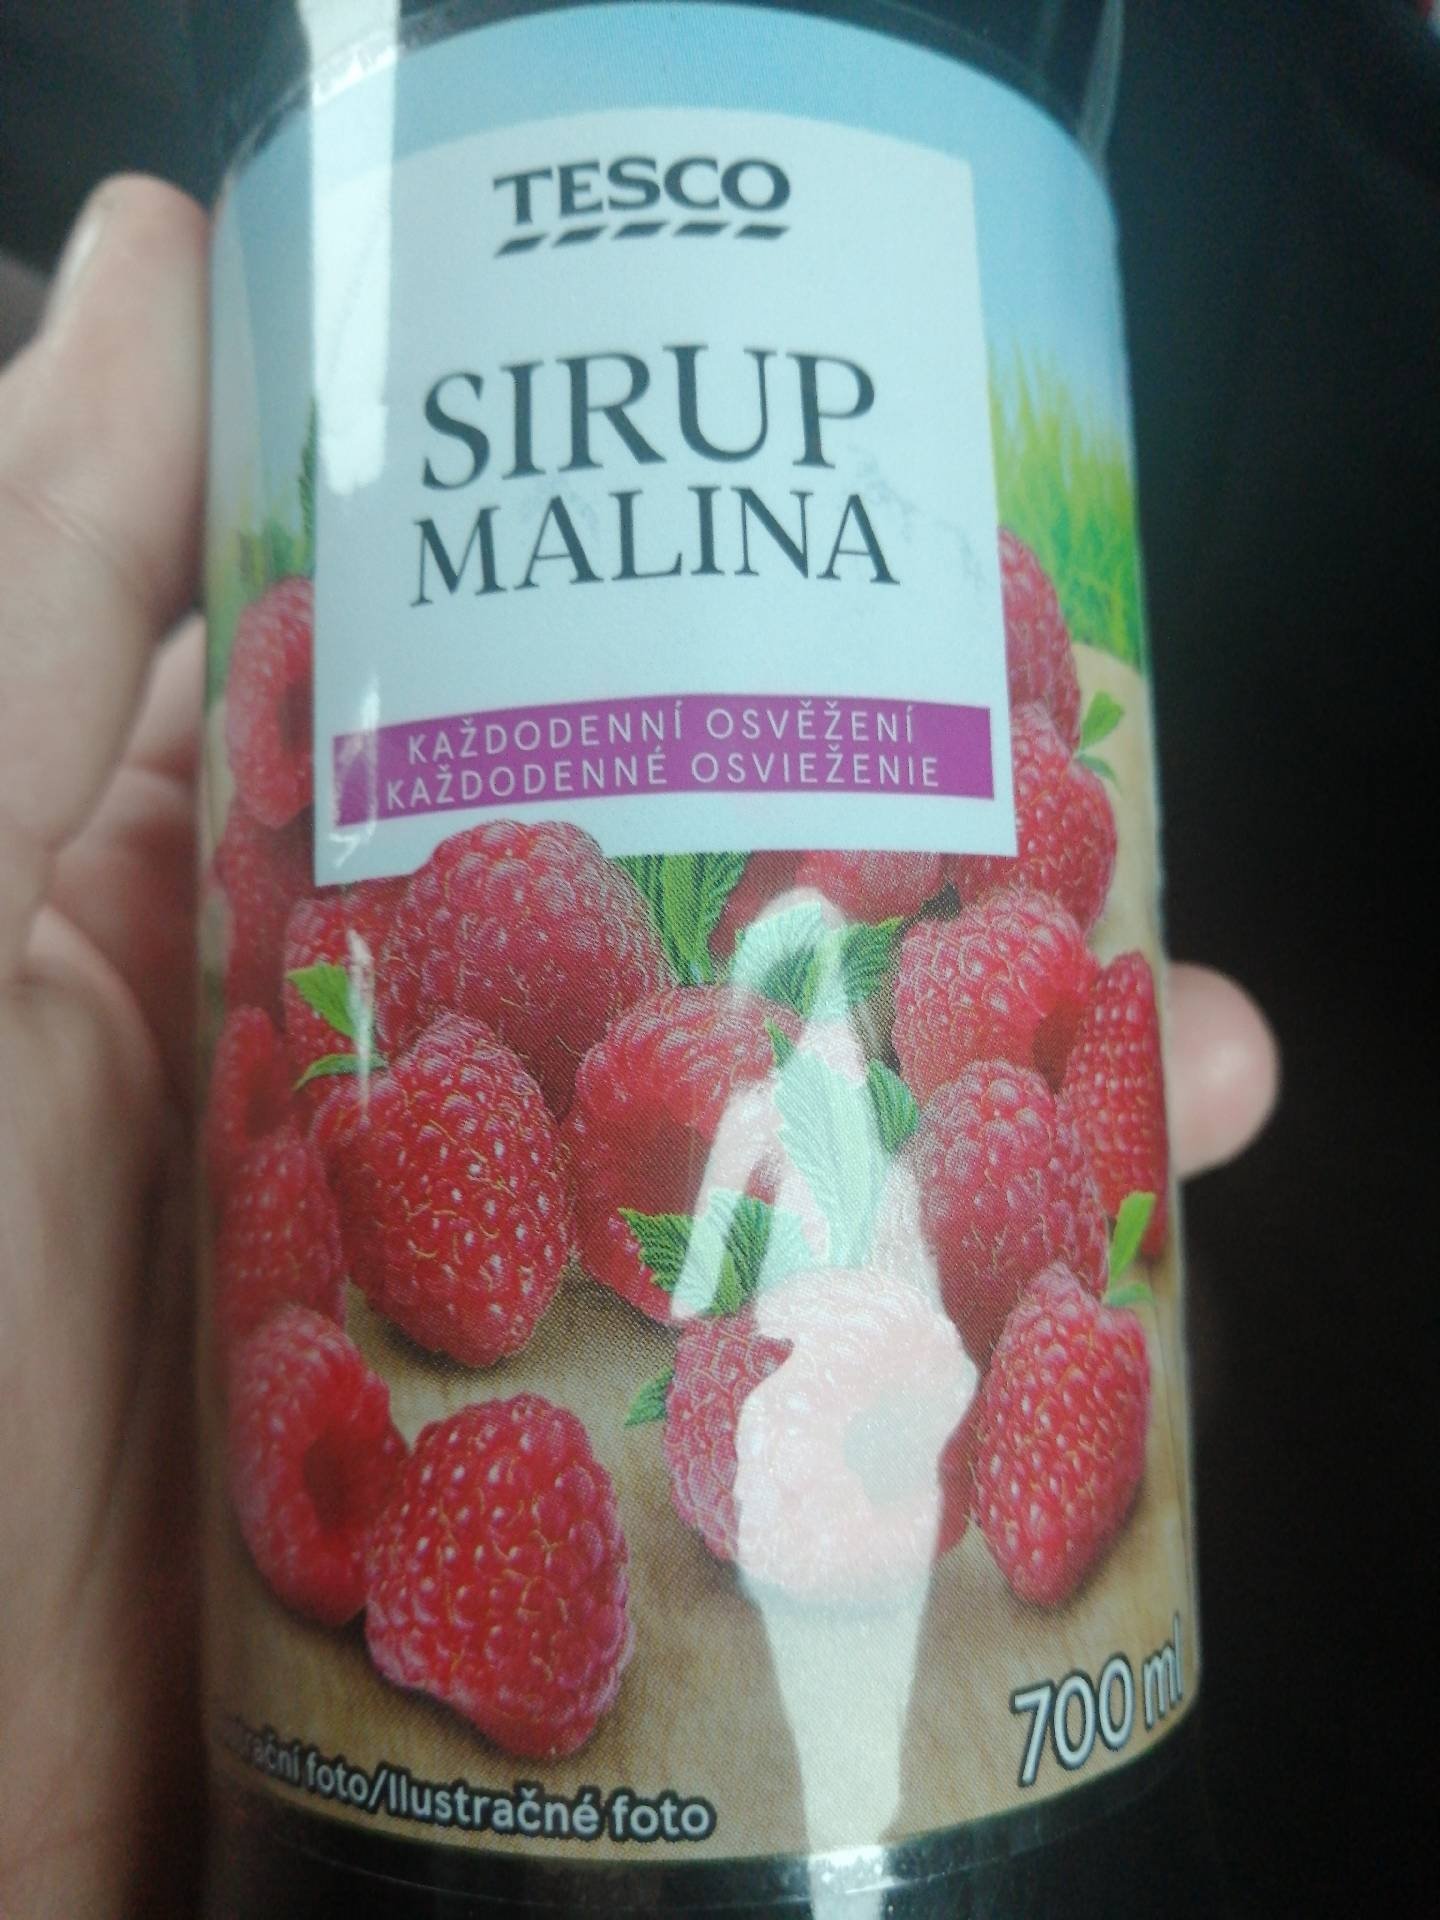 TESCO
SIRUP
MALINA
KAŽDODENNÍ OSVĚŽENÍ
KAŽDODENNÉ OSVIEŽENIE
700 ml
foto/Ilustračné foto